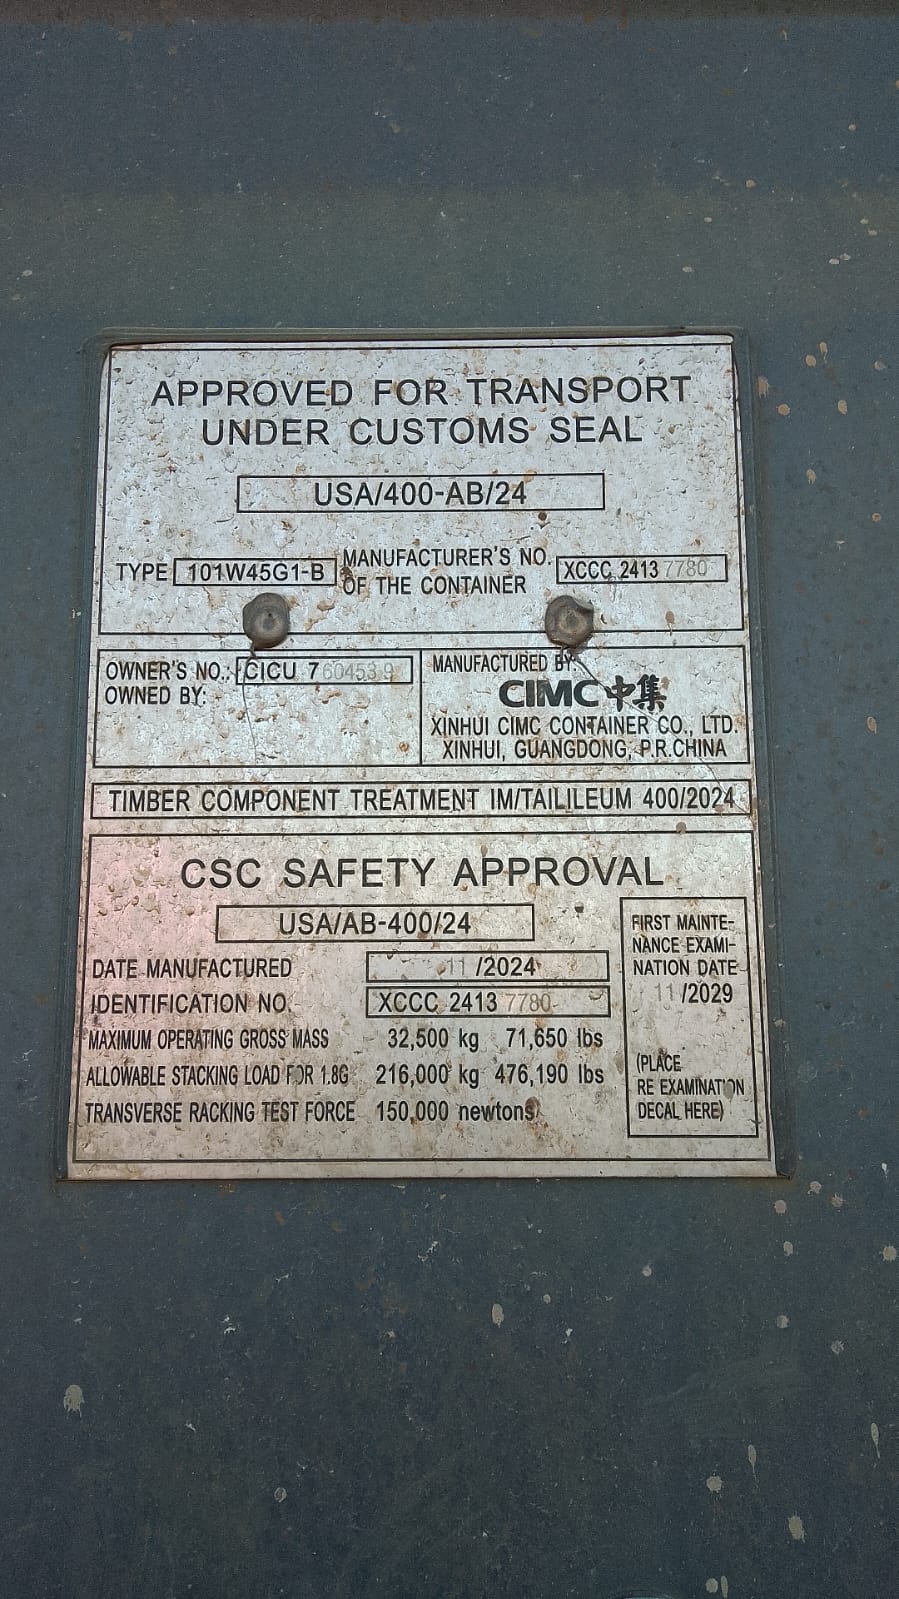 APPROVED FOR TRANSPORT
UNDER CUSTOMS SEAL
USA/400-AB/24
TYPE 101W45G1-B MANUFACTURER'S NO. OF THE CONTAINER XCCC 2413 7780
OWNER'S NO.: CICU 7 60453 9
OWNED BY:
MANUFACTURED BY:
CIMC 中集
XINHUI CIMC CONTAINER CO., LTD.
XINHUI, GUANGDONG, P.R.CHINA
TIMBER COMPONENT TREATMENT IM/TAILILEUM 400/2024
CSC SAFETY APPROVAL
USA/AB-400/24
DATE MANUFACTURED 11 /2024
IDENTIFICATION NO. XCCC 2413 7780
MAXIMUM OPERATING GROSS MASS 32,500 kg 71,650 lbs
ALLOWABLE STACKING LOAD FOR 1.8G 216,000 kg 476,190 lbs
TRANSVERSE RACKING TEST FORCE 150,000 newtons
FIRST MAINTE-
NANCE EXAMI-
NATION DATE
11 /2029
(PLACE
RE EXAMINATION
DECAL HERE)